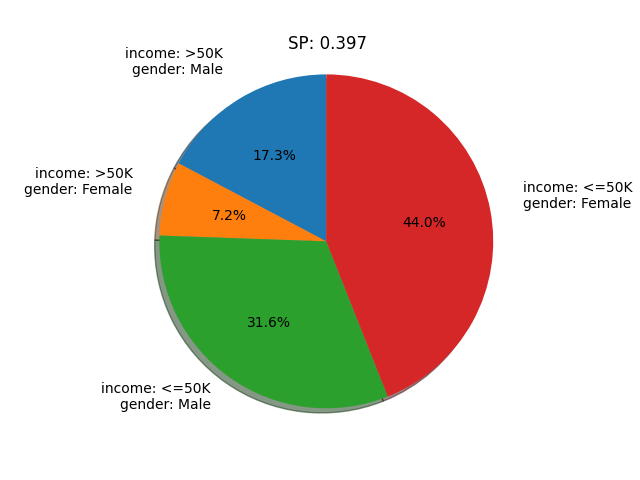 SP: 0.397
income: >50K
gender: Male
17.3%
income: >50K
gender: Female
7.2%
income: <=50K
gender: Male
31.6%
income: <=50K
gender: Female
44.0%